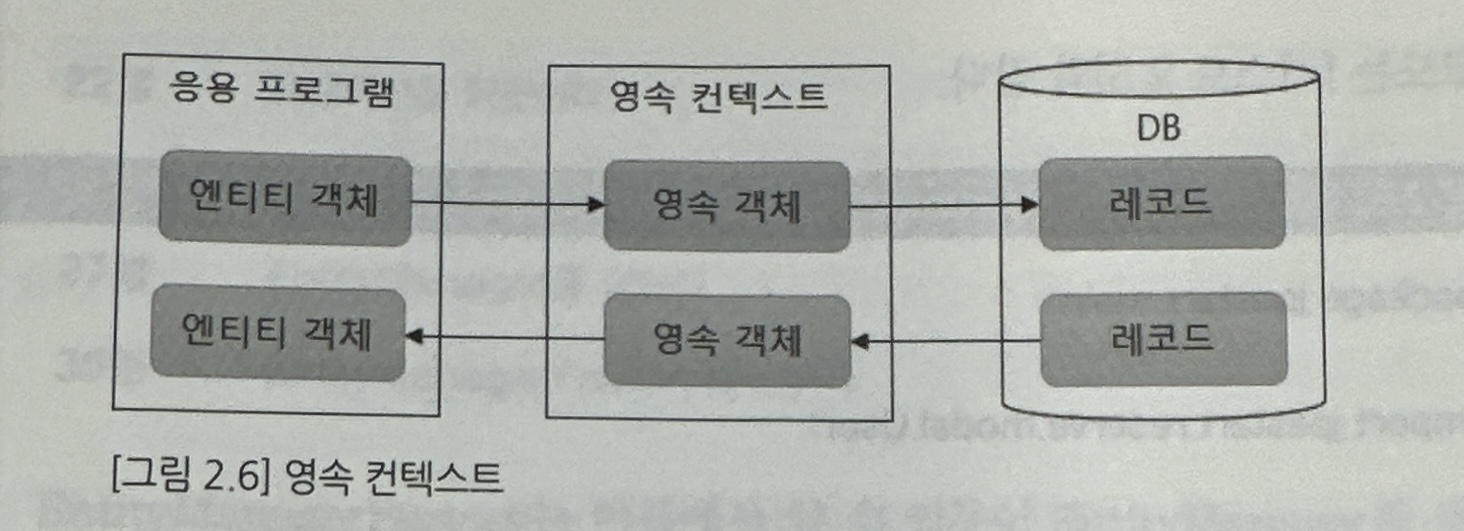 응용 프로그램
영속 컨텍스트
DB
엔티티 객체
영속 객체
레코드
엔티티 객체
영속 객체
레코드
[그림 2.6] 영속 컨텍스트